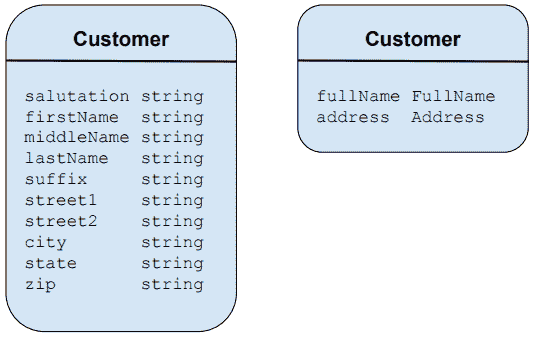 Customer
salutation string
firstName string
middleName string
lastName string
suffix string
street1 string
street2 string
city string
state string
zip string
Customer
fullName FullName
address Address